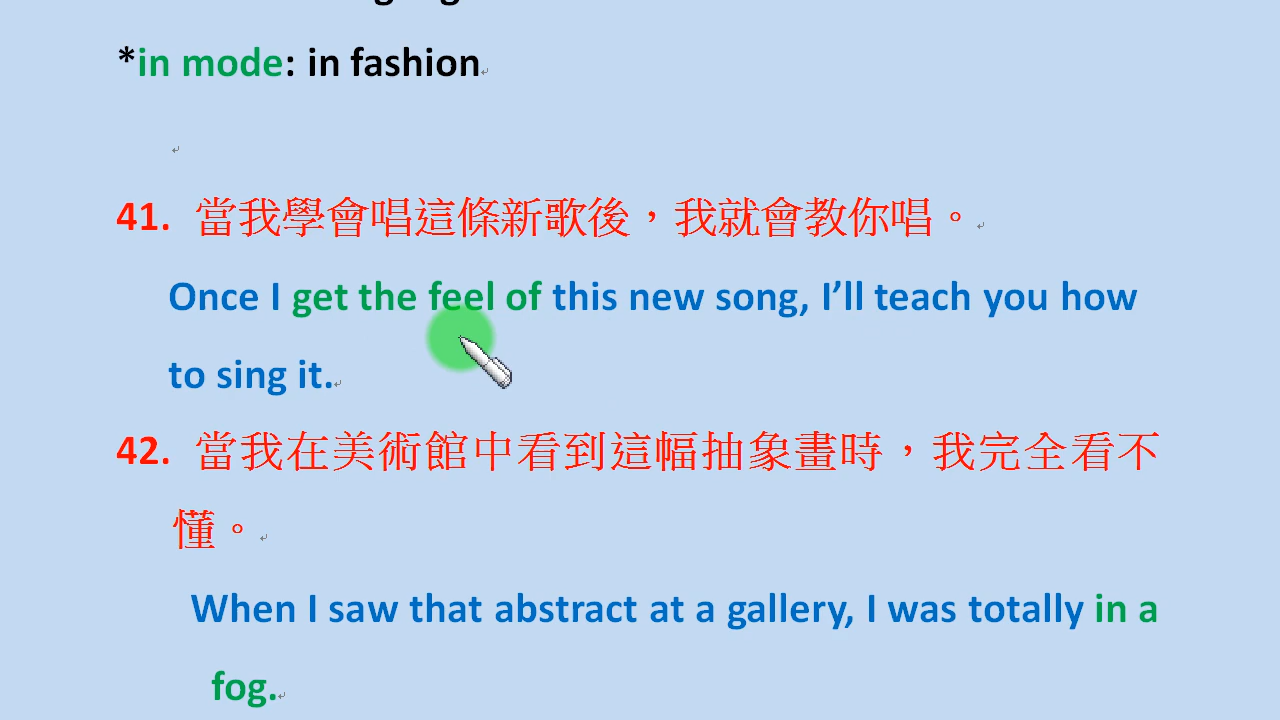 *in mode: in fashion
41. 當我學會唱這條新歌後，我就會教你唱。
Once I get the feel of this new song, I’ll teach you how
to sing it.
42. 當我在美術館中看到這幅抽象畫時，我完全看不
懂。
When I saw that abstract at a gallery, I was totally in a
fog.